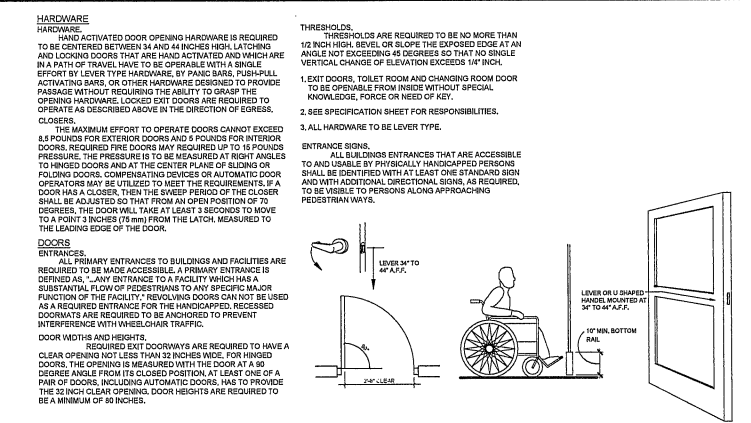 HARDWARE
HARDWARE.
HAND ACTIVATED DOOR OPENING HARDWARE IS REQUIRED
TO BE CENTERED BETWEEN 34 AND 44 INCHES HIGH. LATCHING
AND LOCKING DOORS THAT ARE HAND ACTIVATED AND WHICH ARE
IN A PATH OF TRAVEL HAVE TO BE OPERABLE WITH A SINGLE
EFFORT BY LEVER TYPE HARDWARE, BY PANIC BARS, PUSH-PULL
ACTIVATING BARS, OR OTHER HARDWARE DESIGNED TO PROVIDE
PASSAGE WITHOUT REQUIRING THE ABILITY TO GRASP THE
OPENING HARDWARE. LOCKED EXIT DOORS ARE REQUIRED TO
OPERATE AS DESCRIBED ABOVE IN THE DIRECTION OF EGRESS.
CLOSERS.
THE MAXIMUM EFFORT TO OPERATE DOORS CANNOT EXCEED
8.5 POUNDS FOR EXTERIOR DOORS AND 5 POUNDS FOR INTERIOR
DOORS. REQUIRED FIRE DOORS MAY REQUIRED UP TO 15 POUNDS
PRESSURE. THE PRESSURE IS TO BE MEASURED AT RIGHT ANGLES
TO HINGED DOORS AND AT THE CENTER PLANE OF SLIDING OR
FOLDING DOORS. COMPENSATING DEVICES OR AUTOMATIC DOOR
OPERATORS MAY BE UTILIZED TO MEET THE REQUIREMENTS. IF A
DOOR HAS A CLOSER, THEN THE SWEEP PERIOD OF THE CLOSER
SHALL BE ADJUSTED SO THAT FROM AN OPEN POSITION OF 70
DEGREES, THE DOOR WILL TAKE AT LEAST 3 SECONDS TO MOVE
TO A POINT 3 INCHES (75 mm) FROM THE LATCH, MEASURED TO
THE LEADING EDGE OF THE DOOR.
DOORS
ENTRANCES.
ALL PRIMARY ENTRANCES TO BUILDINGS AND FACILITIES ARE
REQUIRED TO BE MADE ACCESSIBLE. A PRIMARY ENTRANCE IS
DEFINED AS, "...ANY ENTRANCE TO A FACILITY WHICH HAS A
SUBSTANTIAL FLOW OF PEDESTRIANS TO ANY SPECIFIC MAJOR
FUNCTION OF THE FACILITY." REVOLVING DOORS CAN NOT BE USED
AS A REQUIRED ENTRANCE FOR THE HANDICAPPED. RECESSED
DOORMATS ARE REQUIRED TO BE ANCHORED TO PREVENT
INTERFERENCE WITH WHEELCHAIR TRAFFIC.
DOOR WIDTHS AND HEIGHTS.
REQUIRED EXIT DOORWAYS ARE REQUIRED TO HAVE A
CLEAR OPENING NOT LESS THAN 32 INCHES WIDE, FOR HINGED
DOORS, THE OPENING IS MEASURED WITH THE DOOR AT A 90
DEGREE ANGLE FROM ITS CLOSED POSITION, AT LEAST ONE OF A
PAIR OF DOORS, INCLUDING AUTOMATIC DOORS, HAS TO PROVIDE
THE 32 INCH CLEAR OPENING. DOOR HEIGHTS ARE REQUIRED TO
BE A MINIMUM OF 80 INCHES.
THRESHOLDS.
THRESHOLDS ARE REQUIRED TO BE NO MORE THAN
1/2 INCH HIGH. BEVEL OR SLOPE THE EXPOSED EDGE AT AN
ANGLE NOT EXCEEDING 45 DEGREES SO THAT NO SINGLE
VERTICAL CHANGE OF ELEVATION EXCEEDS 1/4" INCH.
1. EXIT DOORS, TOILET ROOM AND CHANGING ROOM DOOR
TO BE OPENABLE FROM INSIDE WITHOUT SPECIAL
KNOWLEDGE, FORCE OR NEED OF KEY.
2. SEE SPECIFICATION SHEET FOR RESPONSIBILITIES.
3. ALL HARDWARE TO BE LEVER TYPE.
ENTRANCE SIGNS.
ALL BUILDINGS ENTRANCES THAT ARE ACCESSIBLE
TO AND USABLE BY PHYSICALLY HANDICAPPED PERSONS
SHALL BE IDENTIFIED WITH AT LEAST ONE STANDARD SIGN
AND WITH ADDITIONAL DIRECTIONAL SIGNS, AS REQUIRED,
TO BE VISIBLE TO PERSONS ALONG APPROACHING
PEDESTRIAN WAYS.
LEVER 34" TO
44" A.F.F.
2'-8" CLEAR
LEVER OR U SHAPED
HANDEL MOUNTED AT
34" TO 44" A.F.F.
10" MIN. BOTTOM
RAIL